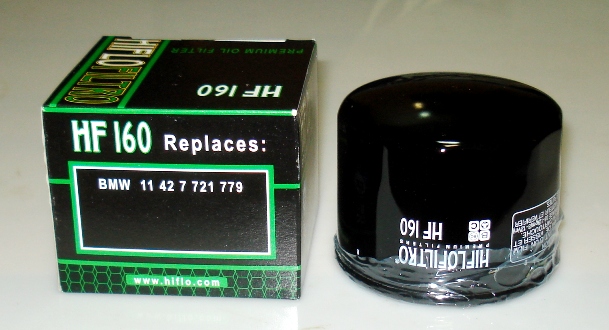 HIFLOFILTRO
PREMIUM OIL FILTER
HF 160
HF 160 Replaces:
BMW 11 42 7 721 779
www.hiflo.com
HF 160
PREMIUM FILTERS
HIFLOFILTRO